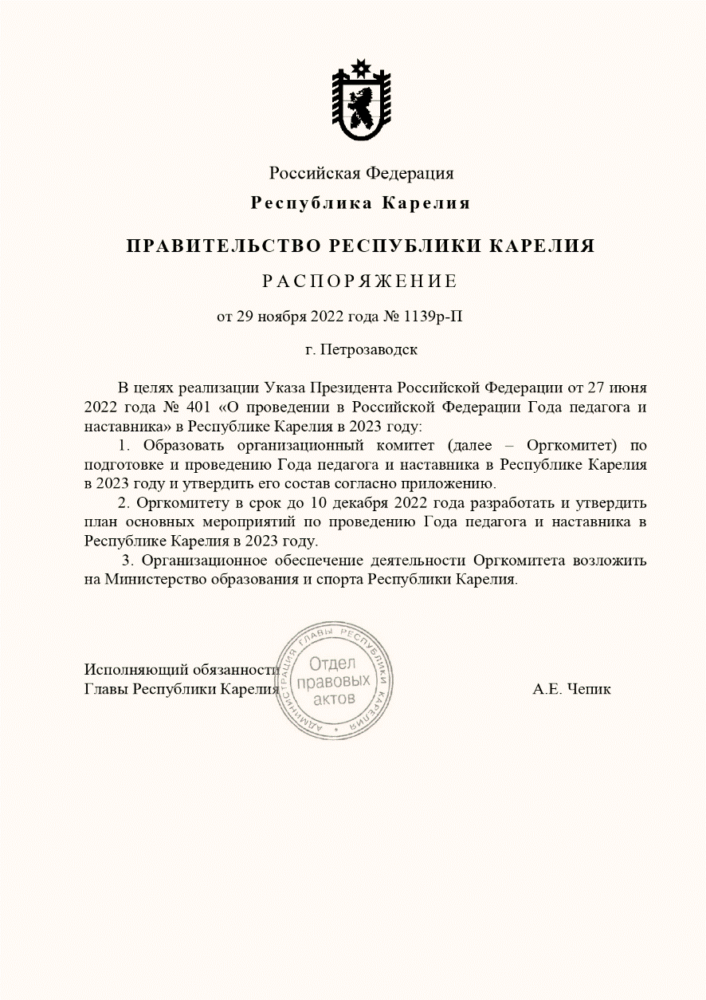 Российская Федерация
Республика Карелия
ПРАВИТЕЛЬСТВО РЕСПУБЛИКИ КАРЕЛИЯ
РАСПОРЯЖЕНИЕ
от 29 ноября 2022 года № 1139р-П
г. Петрозаводск
В целях реализации Указа Президента Российской Федерации от 27 июня
2022 года № 401 «О проведении в Российской Федерации Года педагога и
наставника» в Республике Карелия в 2023 году:
1. Образовать организационный комитет (далее – Оргкомитет) по
подготовке и проведению Года педагога и наставника в Республике Карелия
в 2023 году и утвердить его состав согласно приложению.
2. Оргкомитету в срок до 10 декабря 2022 года разработать и утвердить
план основных мероприятий по проведению Года педагога и наставника в
Республике Карелия в 2023 году.
3. Организационное обеспечение деятельности Оргкомитета возложить
на Министерство образования и спорта Республики Карелия.
Исполняющий обязанности
Главы Республики Карелия
А.Е. Чепик
АДМИНИСТРАЦИЯ ГЛАВЫ РЕСПУБЛИКИ КАРЕЛИЯ *
Отдел
правовых
актов